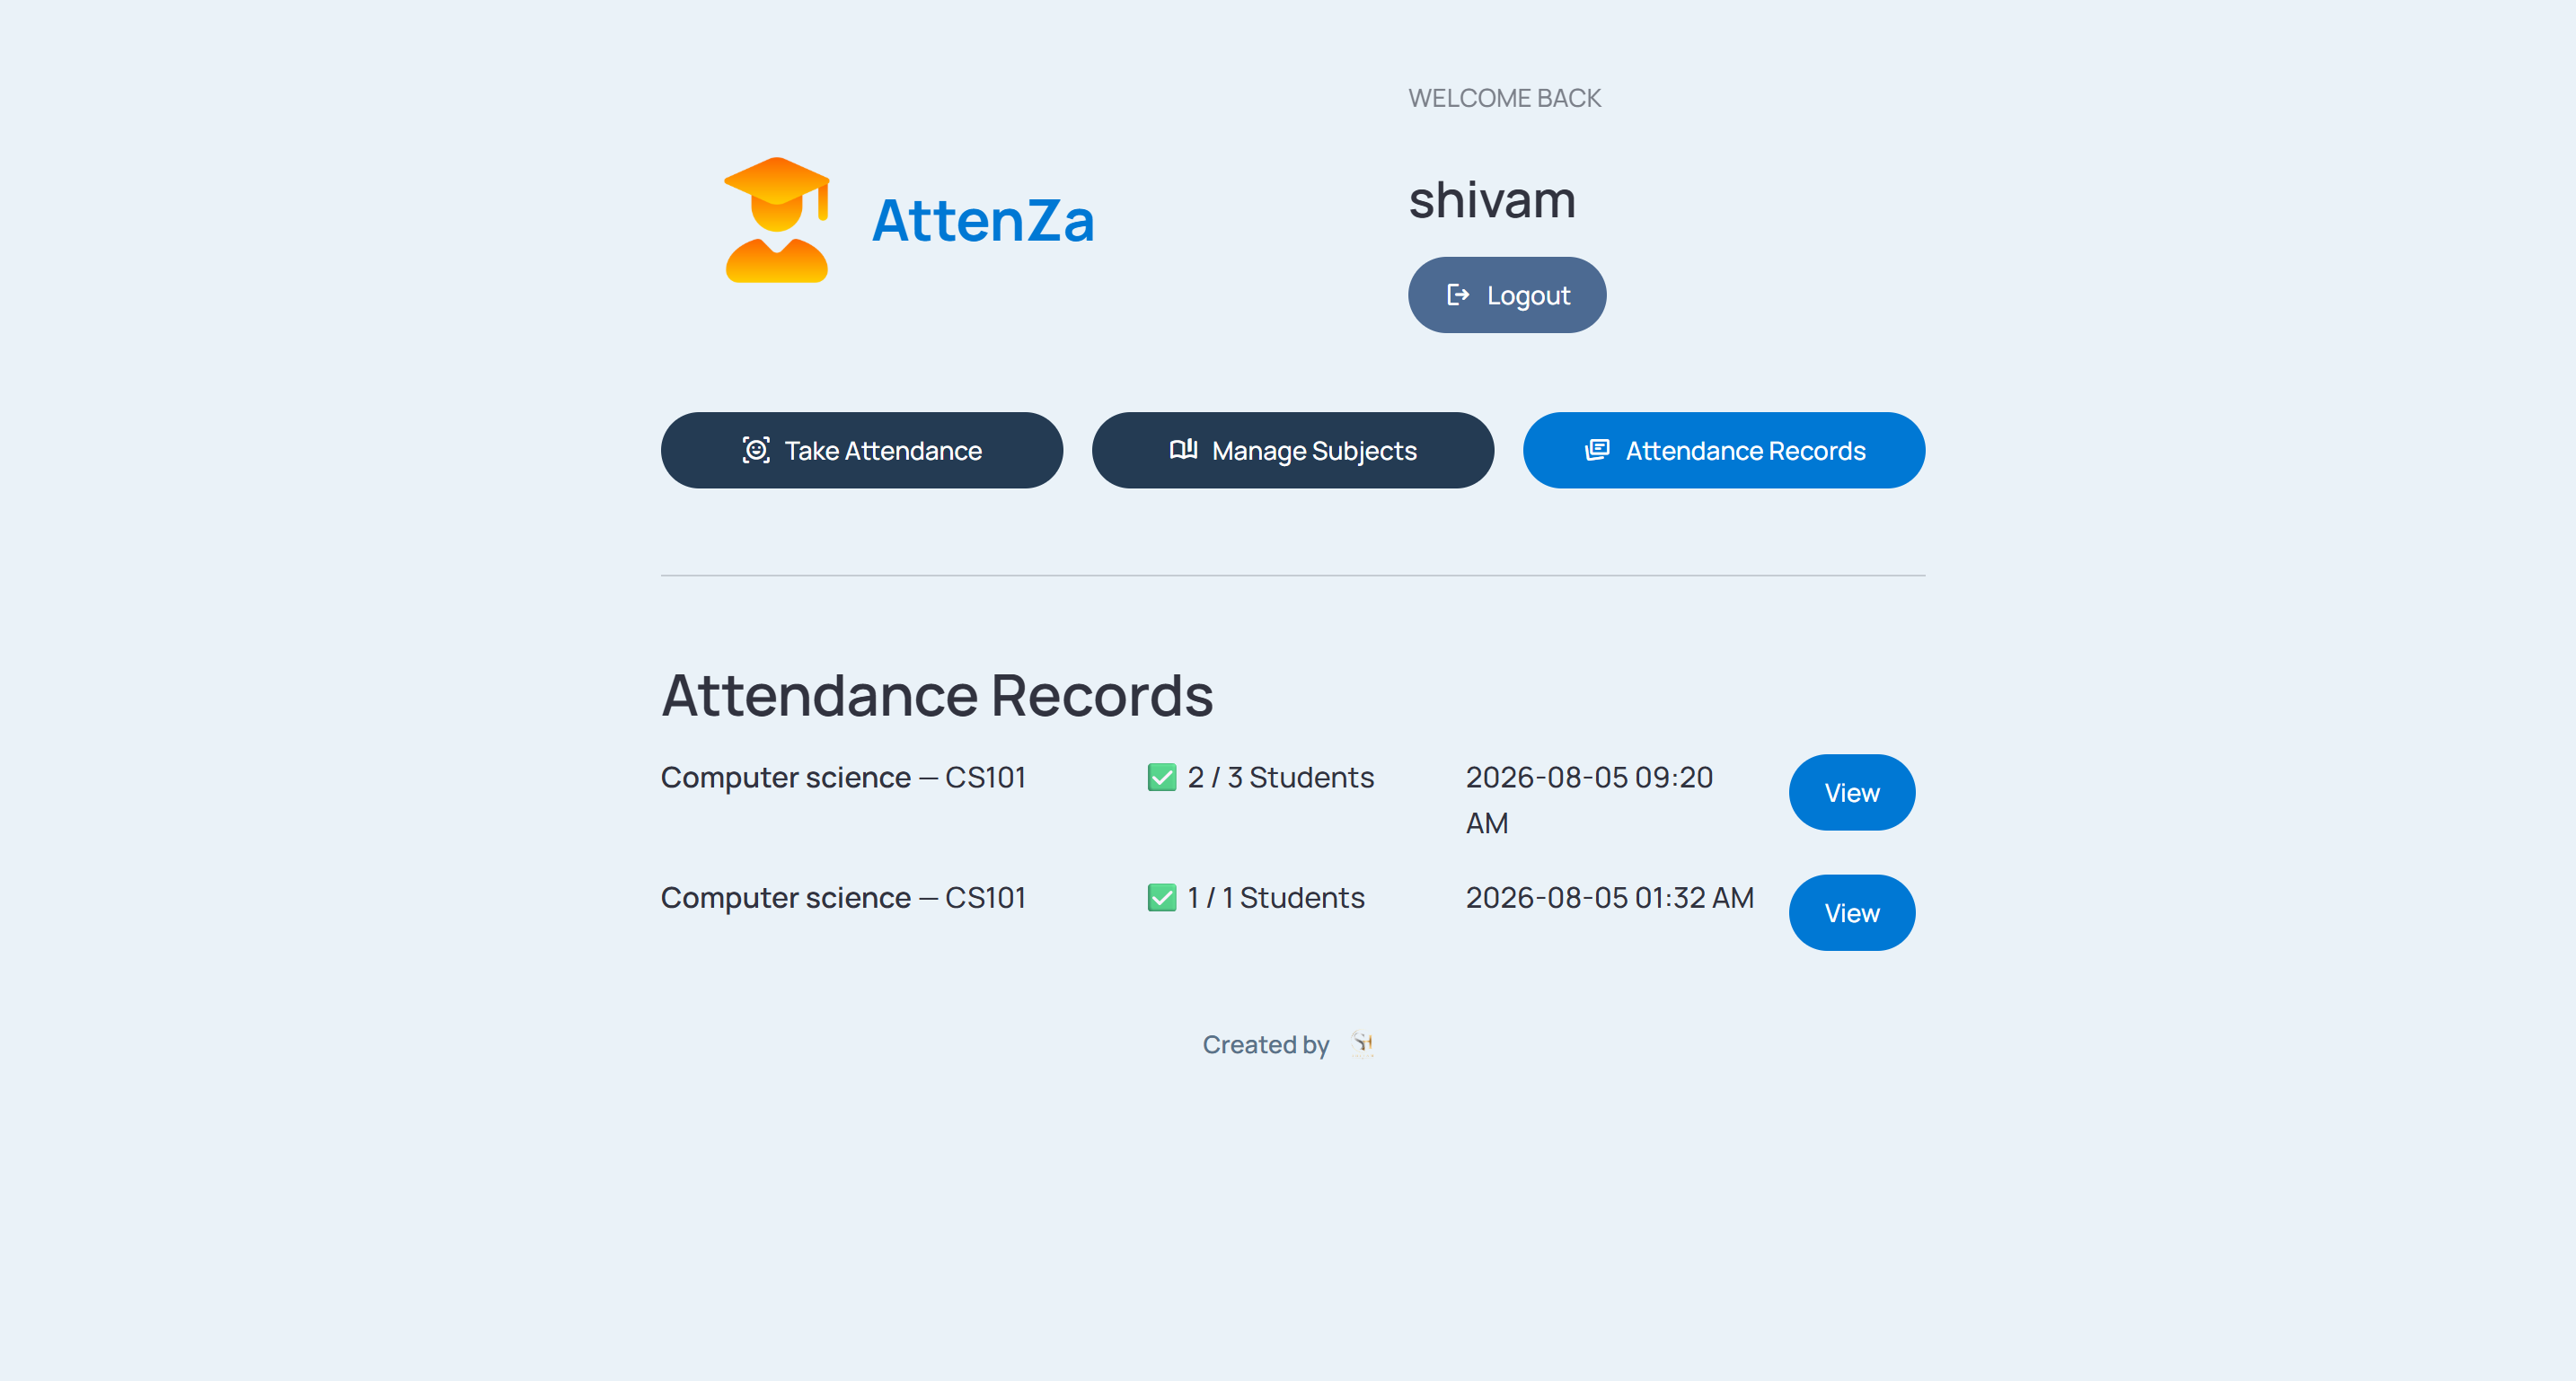 WELCOME BACK
AttenZa
shivam
Logout
Take Attendance
Manage Subjects
Attendance Records
Attendance Records
Computer science — CS101
✅ 2 / 3 Students
2026-08-05 09:20
AM
View
Computer science — CS101
✅ 1 / 1 Students
2026-08-05 01:32 AM
View
Created by